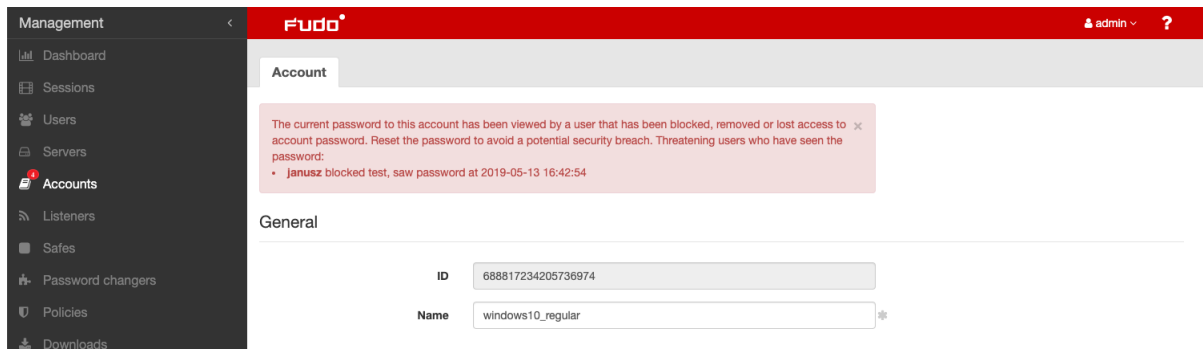 Management
Fudo
admin
?
Dashboard
Sessions
Users
Servers
4
Accounts
Listeners
Safes
Password changers
Policies
Downloads
Account
The current password to this account has been viewed by a user that has been blocked, removed or lost access to
account password. Reset the password to avoid a potential security breach. Threatening users who have seen the
password:
• janusz blocked test, saw password at 2019-05-13 16:42:54
General
ID
688817234205736974
Name
windows10_regular